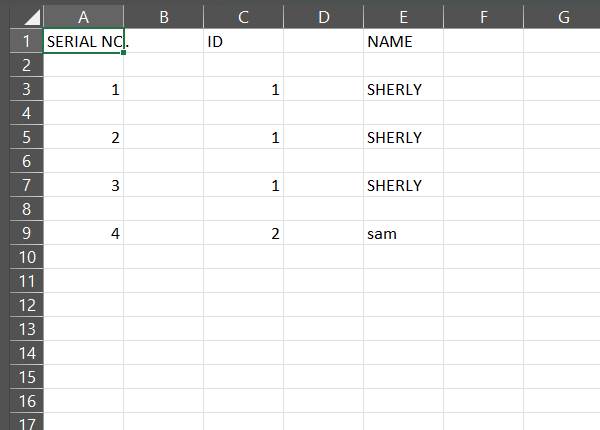 A B C D E F G
1 SERIAL NO. ID NAME
2
3 1 1 SHERLY
4
5 2 1 SHERLY
6
7 3 1 SHERLY
8
9 4 2 sam
10
11
12
13
14
15
16
17